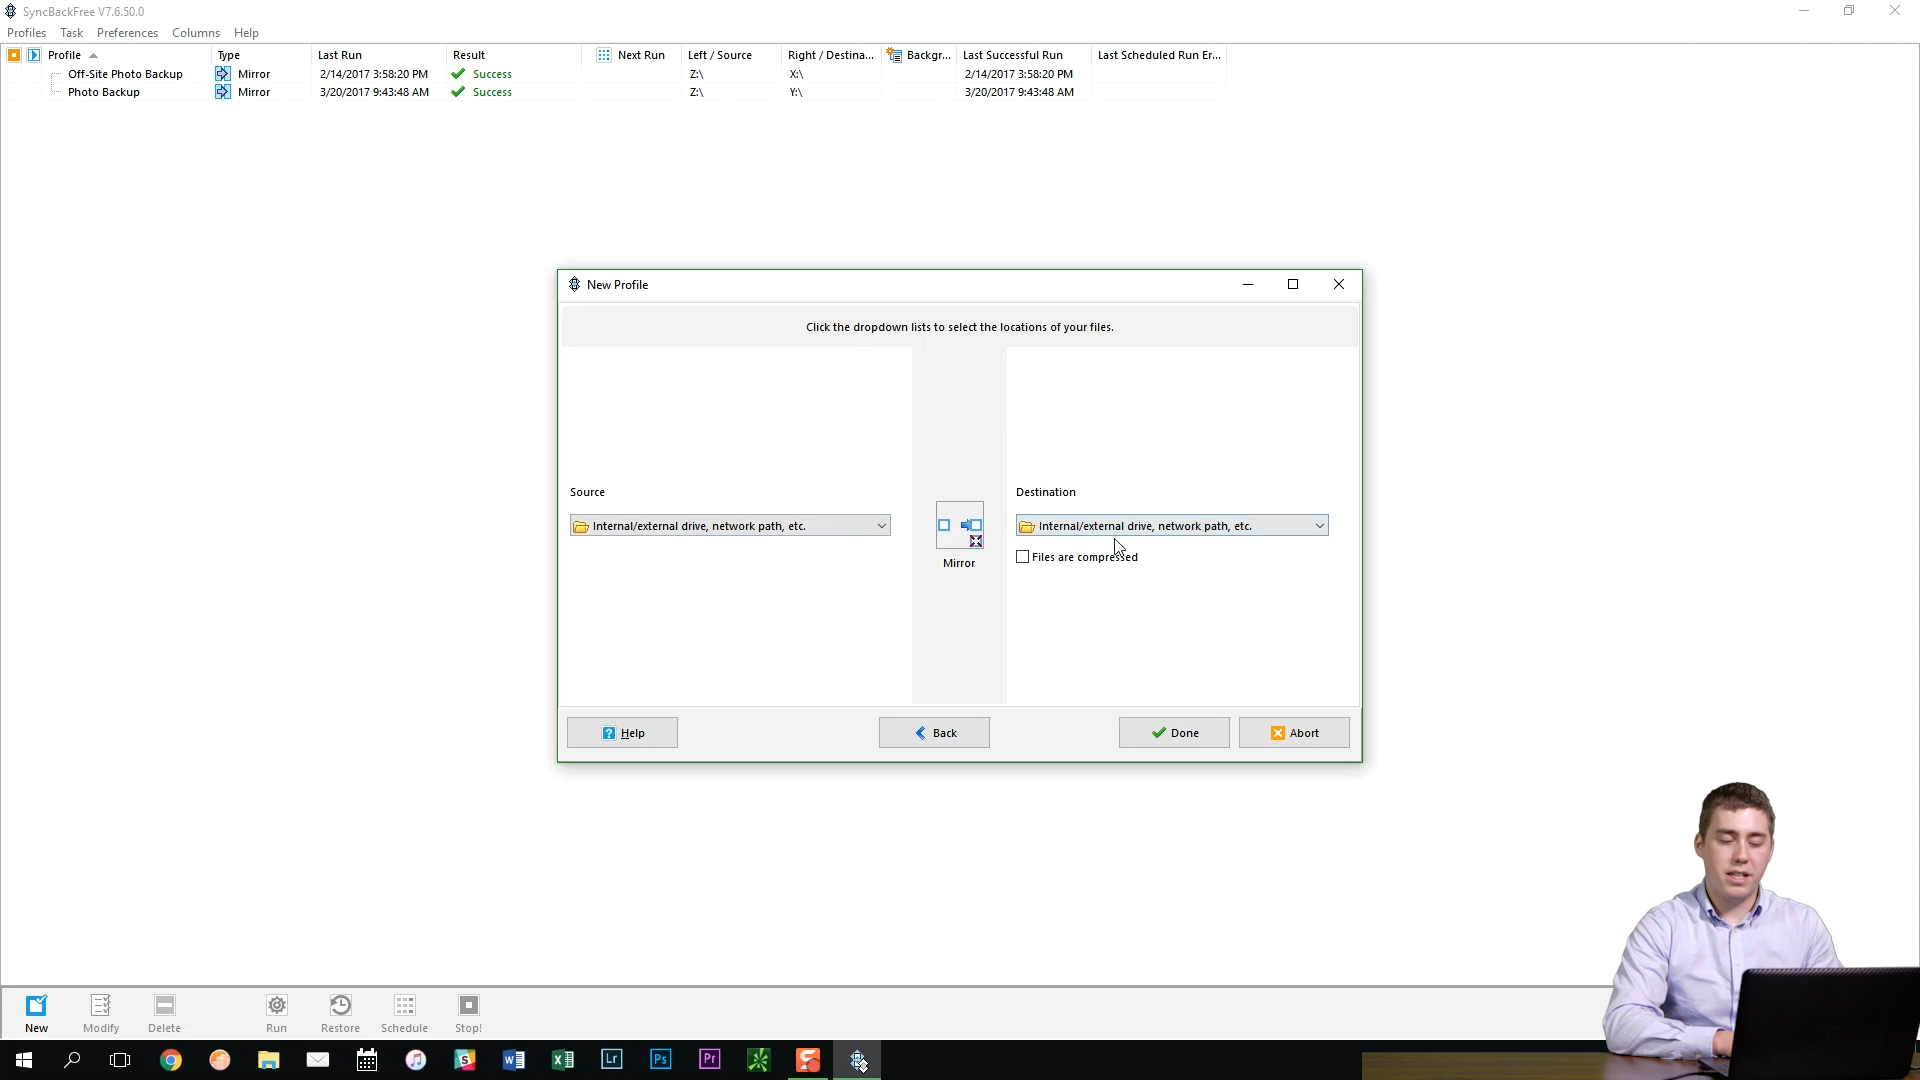 SyncBackFree V7.6.50.0
Profiles Task Preferences Columns Help
Profile Type Last Run Result Next Run Left / Source Right / Destina... Backgr... Last Successful Run Last Scheduled Run Er...
Off-Site Photo Backup Mirror 2/14/2017 3:58:20 PM Success Z:\ X:\ 2/14/2017 3:58:20 PM
Photo Backup Mirror 3/20/2017 9:43:48 AM Success Z:\ Y:\ 3/20/2017 9:43:48 AM
New Profile
Click the dropdown lists to select the locations of your files.
Source
Destination
Internal/external drive, network path, etc.
Internal/external drive, network path, etc.
Files are compressed
Mirror
Help Back Done Abort
New Modify Delete Run Restore Schedule Stop!
Lr Ps Pr